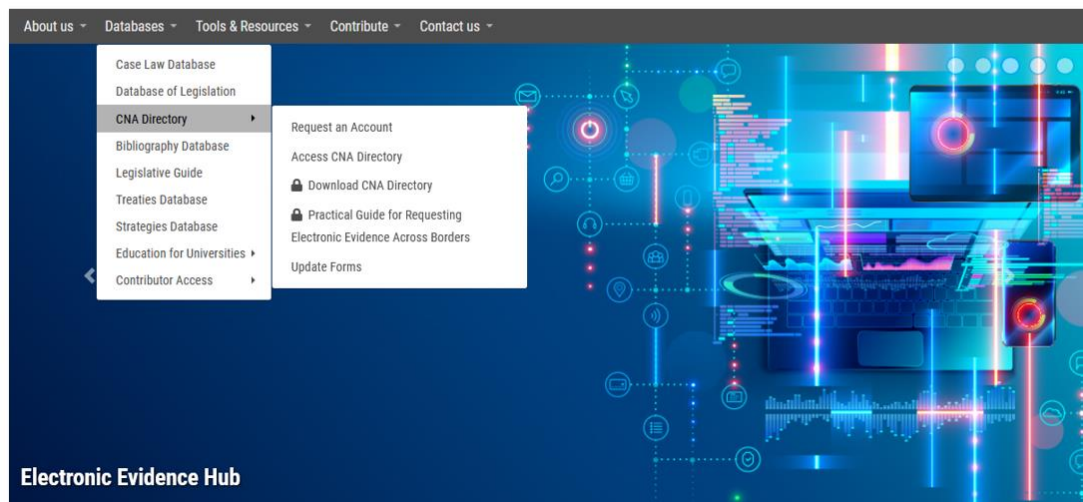 About us Databases Tools & Resources Contribute Contact us
Case Law Database
Database of Legislation
CNA Directory
Bibliography Database
Legislative Guide
Treaties Database
Strategies Database
Education for Universities
Contributor Access
Request an Account
Access CNA Directory
Download CNA Directory
Practical Guide for Requesting
Electronic Evidence Across Borders
Update Forms
Electronic Evidence Hub